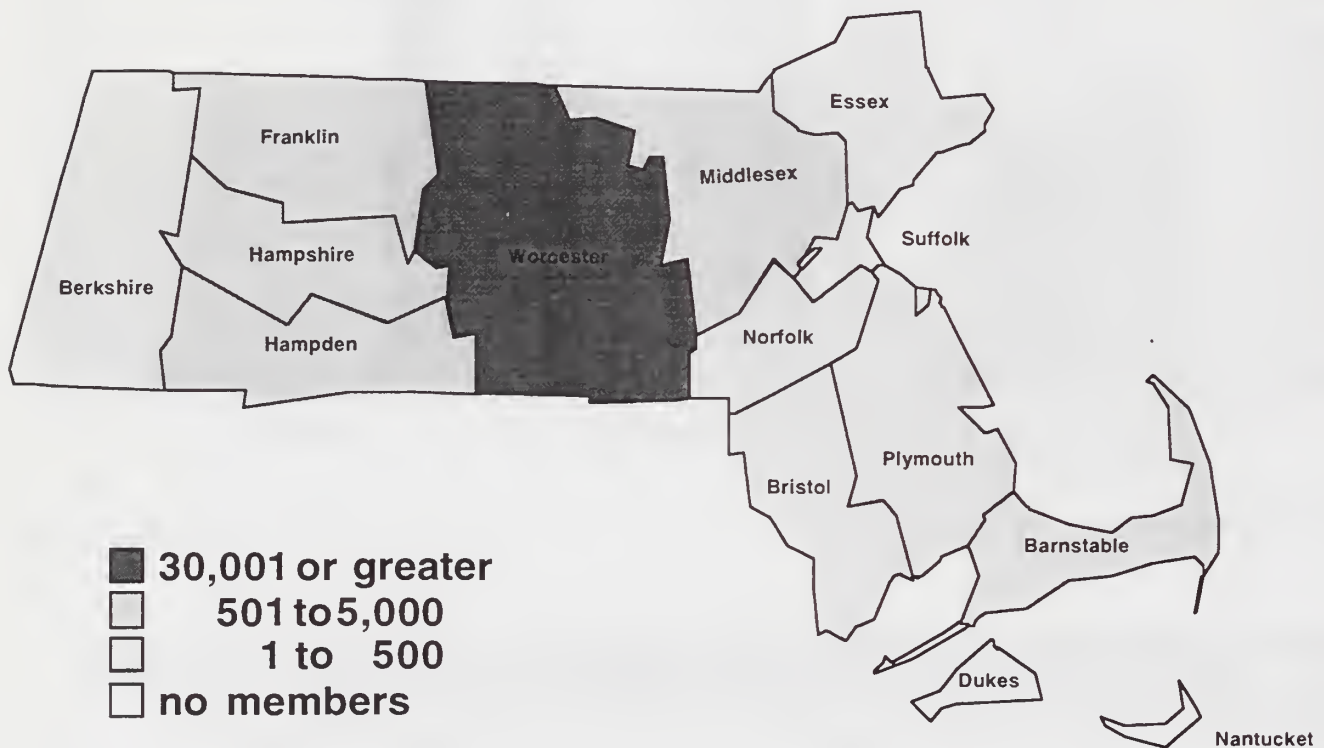 Essex
Franklin
Middlesex
Suffolk
Hampshire
Worcester
Berkshire
Norfolk
Hampden
Plymouth
Bristol
Barnstable
30,001 or greater
501 to 5,000
1 to 500
no members
Dukes
Nantucket